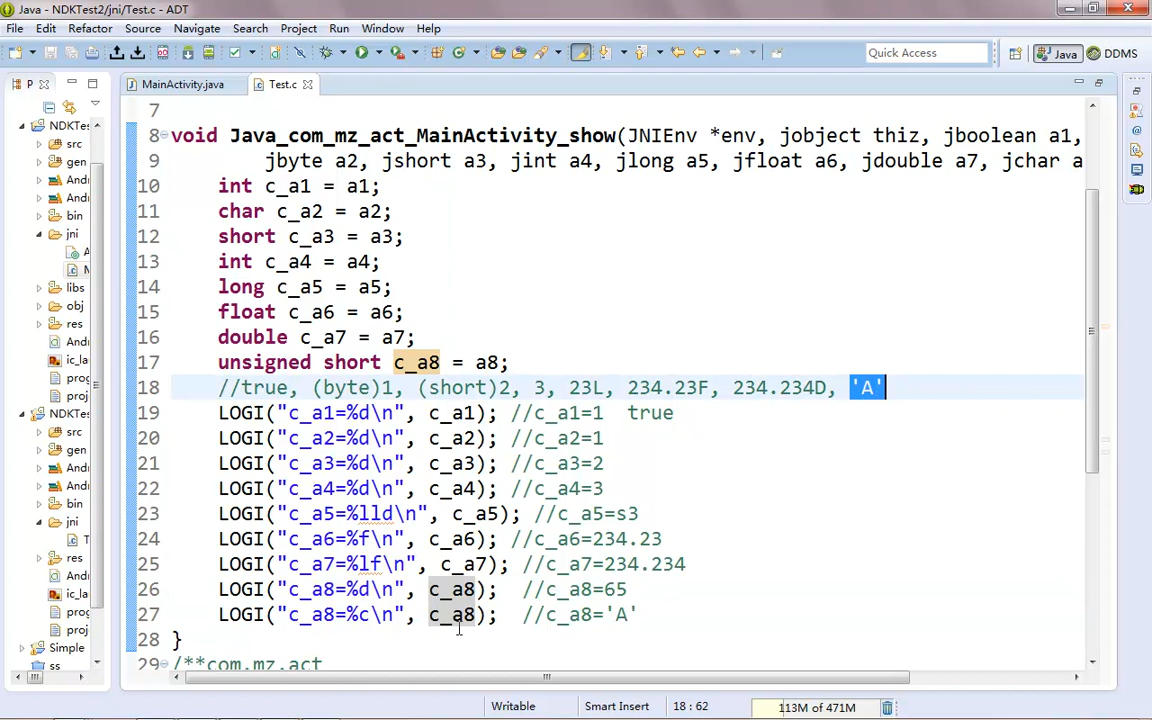 Java - NDKTest2/jni/Test.c - ADT
File Edit Refactor Source Navigate Search Project Run Window Help
Quick Access
Java
DDMS
P
MainActivity.java
Test.c
NDKTes
src
gen
Andr
Andr
bin
jni
A
M
libs
obj
res
Andr
ic_la
prog
proj
NDKTes
src
gen
Andr
Andr
bin
jni
T
res
Andr
ic_la
prog
proj
Simple
ss
7
8 void Java_com_mz_act_MainActivity_show(JNIEnv *env, jobject thiz, jboolean a1,
9 jbyte a2, jshort a3, jint a4, jlong a5, jfloat a6, jdouble a7, jchar a
10 int c_a1 = a1;
11 char c_a2 = a2;
12 short c_a3 = a3;
13 int c_a4 = a4;
14 long c_a5 = a5;
15 float c_a6 = a6;
16 double c_a7 = a7;
17 unsigned short c_a8 = a8;
18 //true, (byte)1, (short)2, 3, 23L, 234.23F, 234.234D, 'A'
19 LOGI("c_a1=%d\n", c_a1); //c_a1=1 true
20 LOGI("c_a2=%d\n", c_a2); //c_a2=1
21 LOGI("c_a3=%d\n", c_a3); //c_a3=2
22 LOGI("c_a4=%d\n", c_a4); //c_a4=3
23 LOGI("c_a5=%lld\n", c_a5); //c_a5=s3
24 LOGI("c_a6=%f\n", c_a6); //c_a6=234.23
25 LOGI("c_a7=%lf\n", c_a7); //c_a7=234.234
26 LOGI("c_a8=%d\n", c_a8); //c_a8=65
27 LOGI("c_a8=%c\n", c_a8); //c_a8='A'
28 }
29 /**com.mz.act
Writable
Smart Insert
18 : 62
113M of 471M